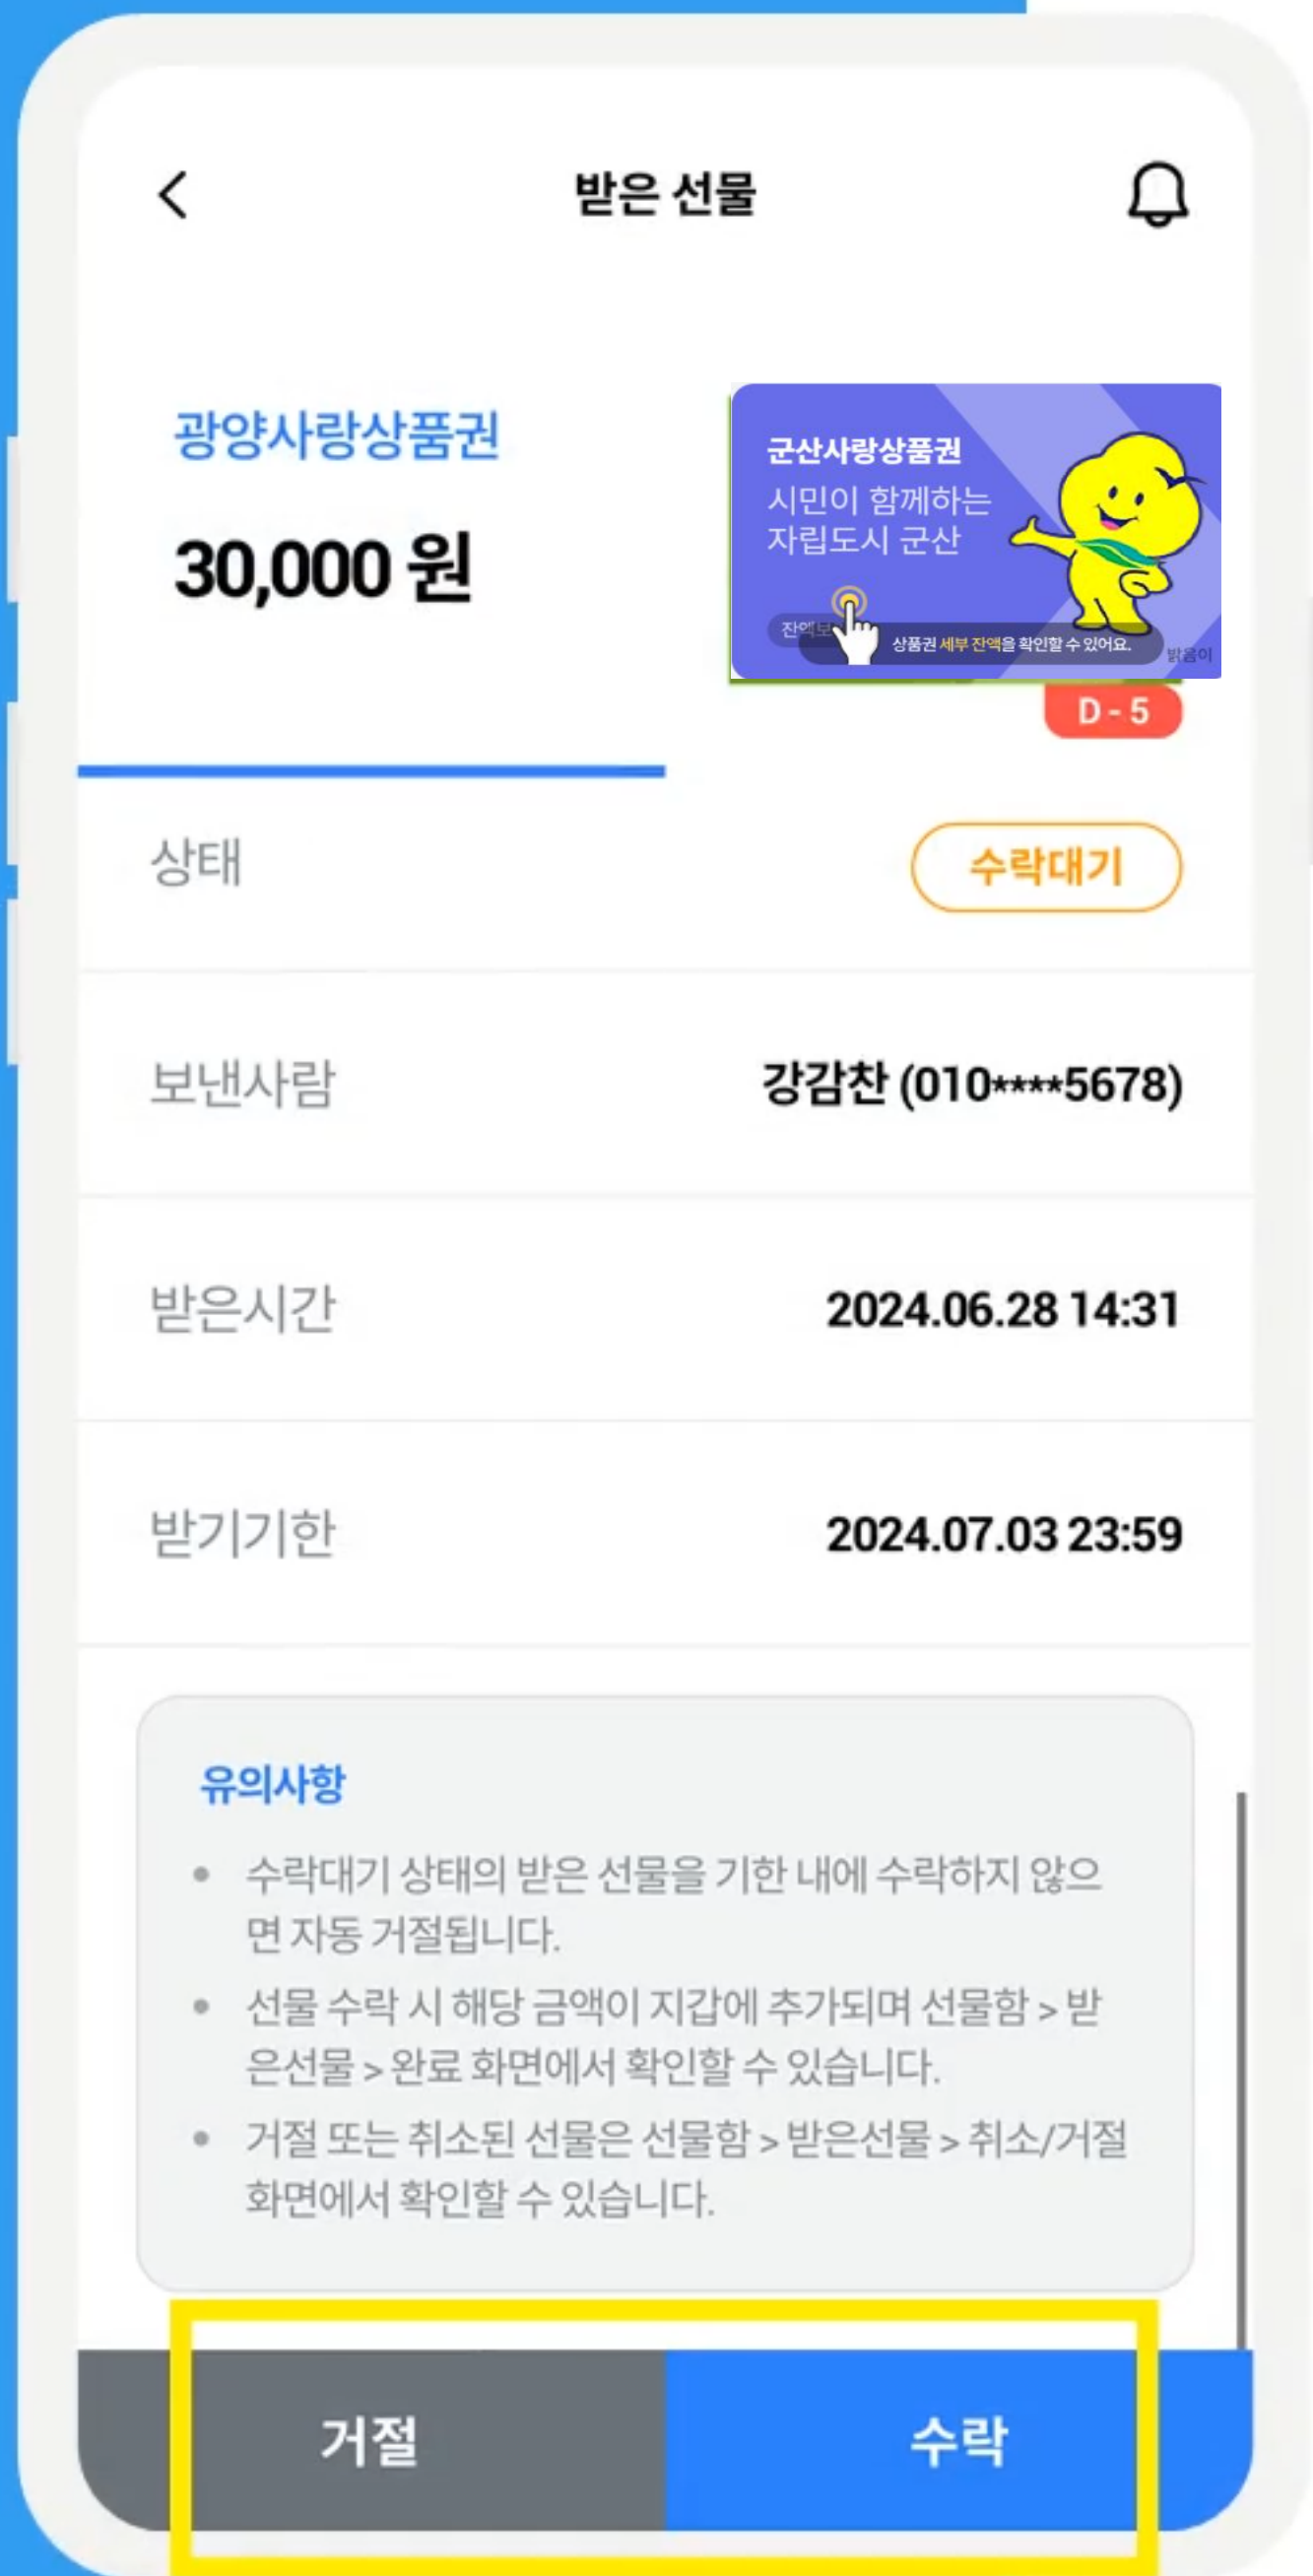 받은 선물
광양사랑상품권
30,000 원
군산사랑상품권
시민이 함께하는
자립도시 군산
잔액보
상품권 세부 잔액을 확인할 수 있어요.
밝음이
D - 5
상태
수락대기
보낸사람
강감찬 (010****5678)
받은시간
2024.06.28 14:31
받기기한
2024.07.03 23:59
유의사항
• 수락대기 상태의 받은 선물을 기한 내에 수락하지 않으
면 자동 거절됩니다.
• 선물 수락 시 해당 금액이 지갑에 추가되며 선물함 > 받
은선물 > 완료 화면에서 확인할 수 있습니다.
• 거절 또는 취소된 선물은 선물함 > 받은선물 > 취소/거절
화면에서 확인할 수 있습니다.
거절
수락